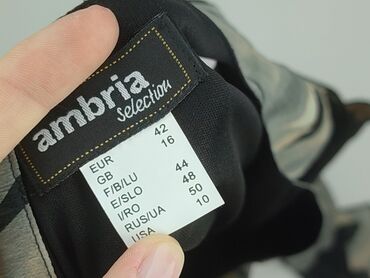 ambria
selection
EUR 42
GB 16
F/B/LU 44
E/SLO 48
I/RO 50
RUS/UA 10
USA